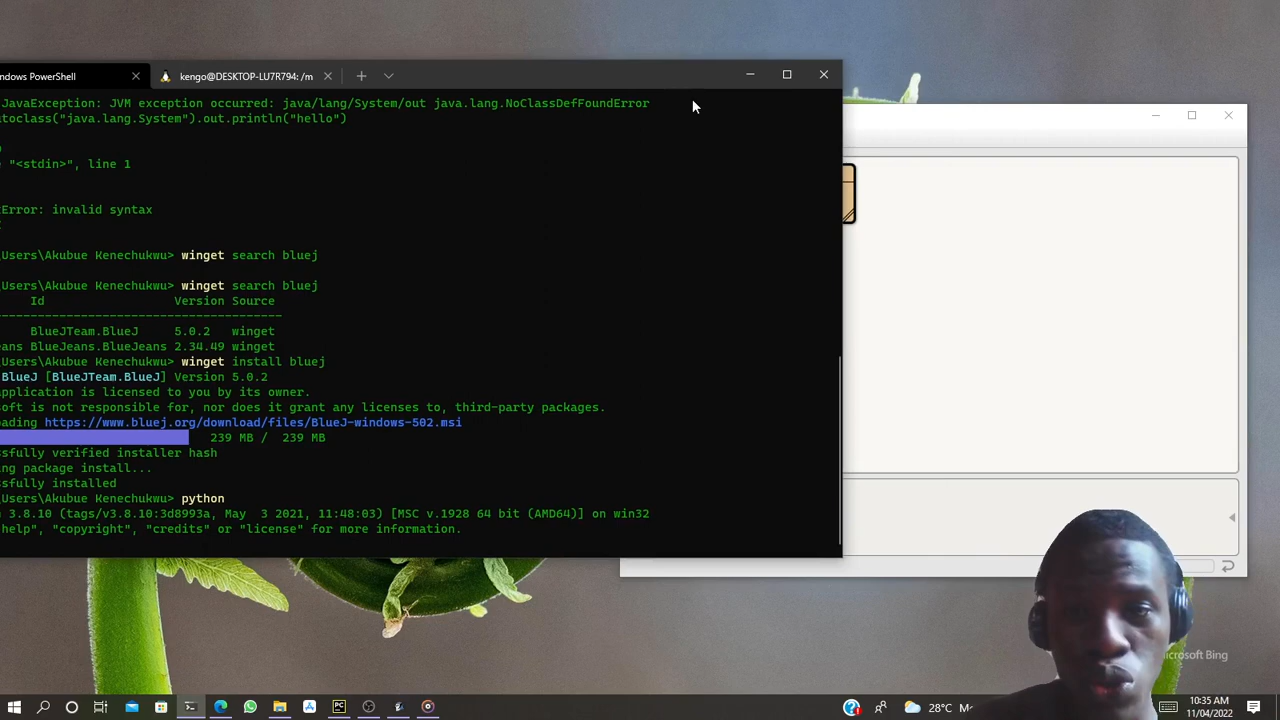 ndows PowerShell
kengo@DESKTOP-LU7R794: /m
JavaException: JVM exception occurred: java/lang/System/out java.lang.NoClassDefFoundError
toclass("java.lang.System").out.println("hello")
"<stdin>", line 1
Error: invalid syntax
Users\Akubue Kenechukwu> winget search bluej
Users\Akubue Kenechukwu> winget search bluej
Id Version Source
BlueJTeam.BlueJ 5.0.2 winget
ans BlueJeans.BlueJeans 2.34.49 winget
Users\Akubue Kenechukwu> winget install bluej
BlueJ [BlueJTeam.BlueJ] Version 5.0.2
application is licensed to you by its owner.
oft is not responsible for, nor does it grant any licenses to, third-party packages.
ading https://www.bluej.org/download/files/BlueJ-windows-502.msi
239 MB / 239 MB
ssfully verified installer hash
ng package install...
ssfully installed
Users\Akubue Kenechukwu> python
3.8.10 (tags/v3.8.10:3d8993a, May 3 2021, 11:48:03) [MSC v.1928 64 bit (AMD64)] on win32
help", "copyright", "credits" or "license" for more information.
icrosoft Bing
28°C Mo
10:35 AM
11/04/2022